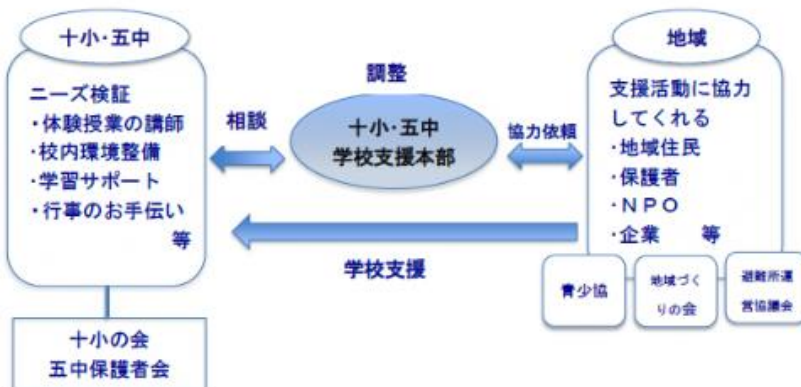 十小・五中
ニーズ検証
・体験授業の講師
・校内環境整備
・学習サポート
・行事のお手伝い
等
十小の会
五中保護者会
相談
調整
十小・五中
学校支援本部
協力依頼
学校支援
地域
支援活動に協力
してくれる
・地域住民
・保護者
・ＮＰＯ
・企業　等
青少協
地域づく
りの会
避難所運
営協議会